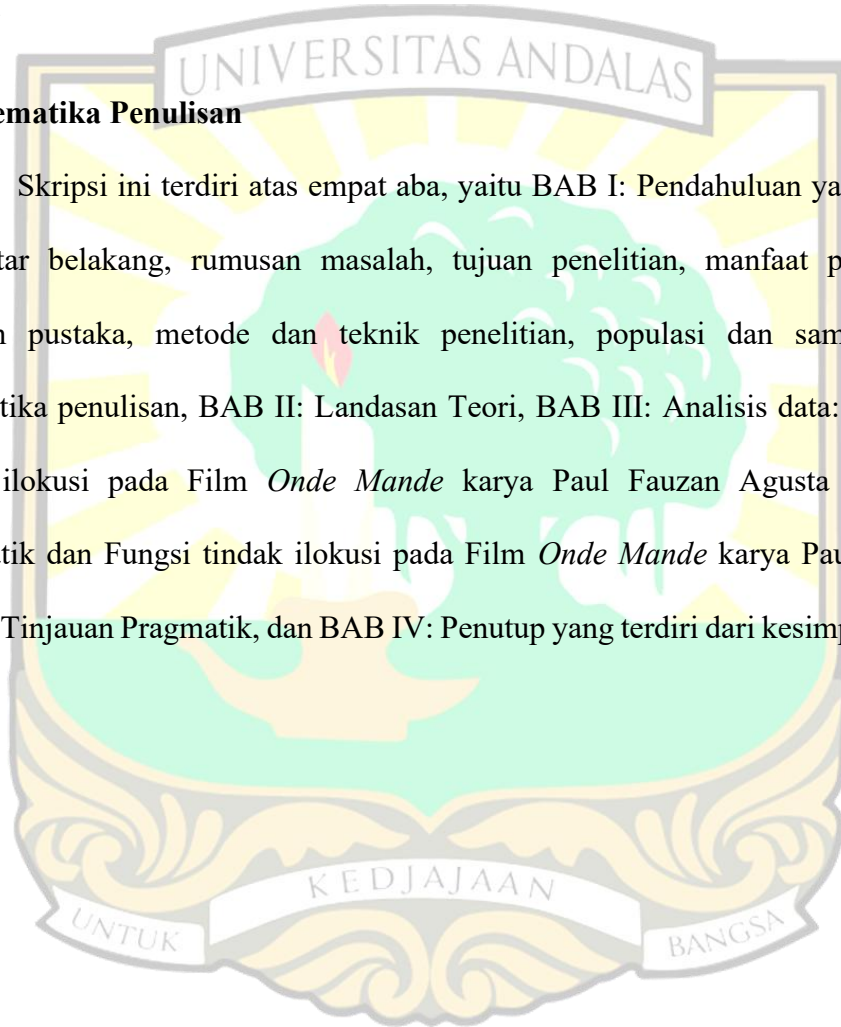 UNIVERSITAS ANDALAS
ematika Penulisan
Skripsi ini terdiri atas empat aba, yaitu BAB I: Pendahuluan ya
tar belakang, rumusan masalah, tujuan penelitian, manfaat p
n pustaka, metode dan teknik penelitian, populasi dan sam
tika penulisan, BAB II: Landasan Teori, BAB III: Analisis data:
ilokusi pada Film Onde Mande karya Paul Fauzan Agusta
tik dan Fungsi tindak ilokusi pada Film Onde Mande karya Pau
Tinjauan Pragmatik, dan BAB IV: Penutup yang terdiri dari kesimp
KEDJAJAAN
UNTUK BANGSA